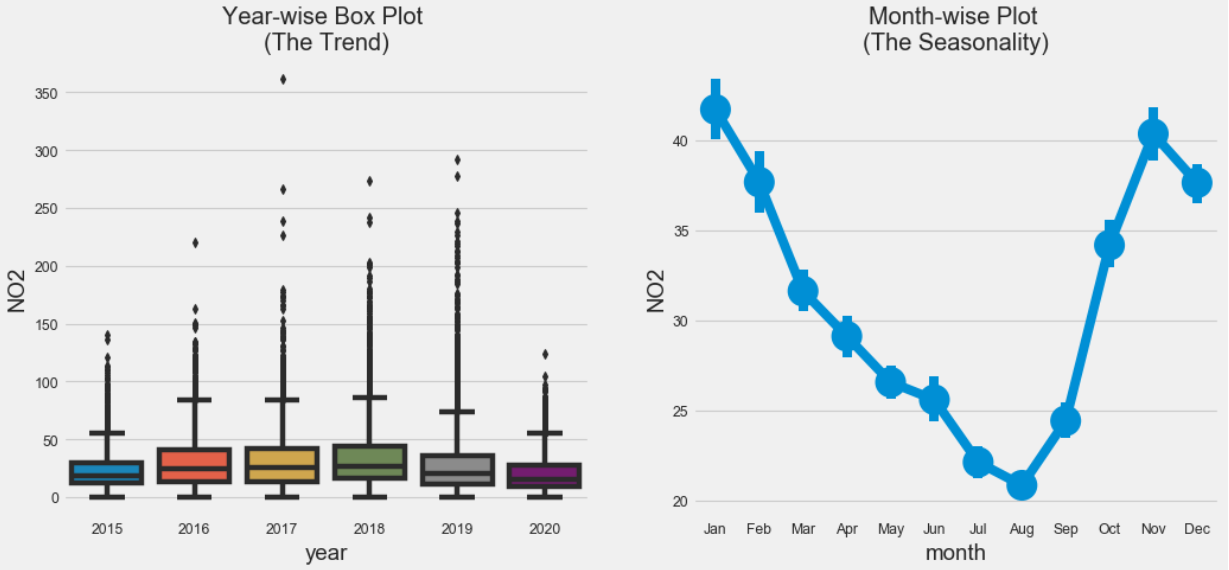 Year-wise Box Plot
(The Trend)
NO2
350
300
250
200
150
100
50
0
2015 2016 2017 2018 2019 2020
year
Month-wise Plot
(The Seasonality)
NO2
40
35
30
25
20
Jan Feb Mar Apr May Jun Jul Aug Sep Oct Nov Dec
month